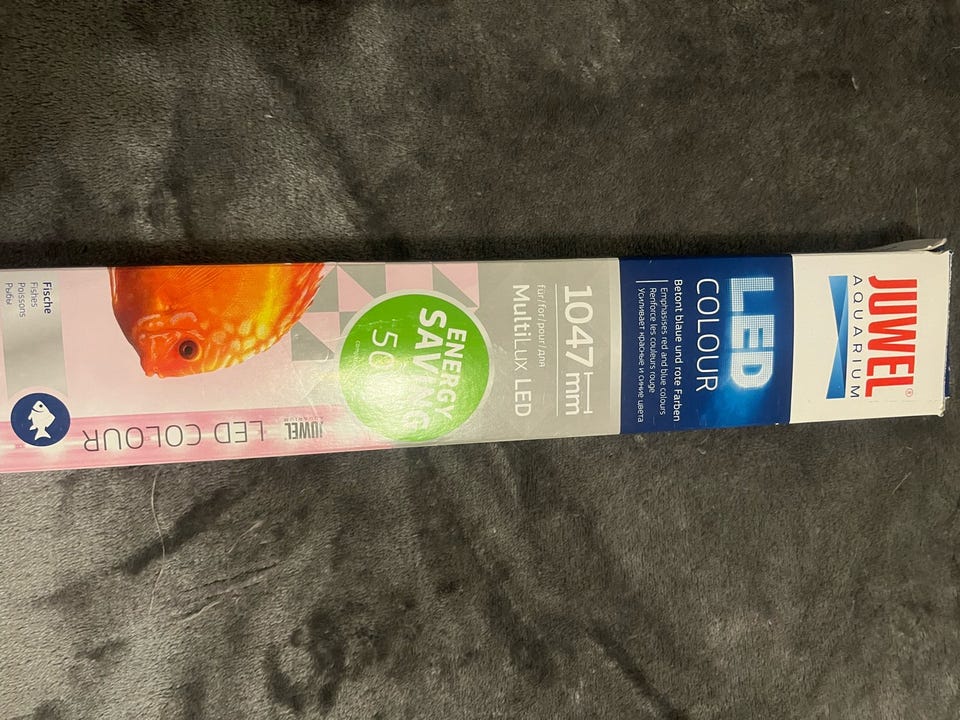 JUWEL®
AQUARIUM
LED
COLOUR
Betont blaue und rote Farben
Emphasises red and blue colours
Renforce les couleurs rouge
Усиливает красные и синие цвета
1047 mm
für/for/pour/для
MultiLux LED
ENERGY
SAVING
50
JUWEL
AQUARIUM
LED COLOUR
Fische
Fishes
Poissons
Рыбы